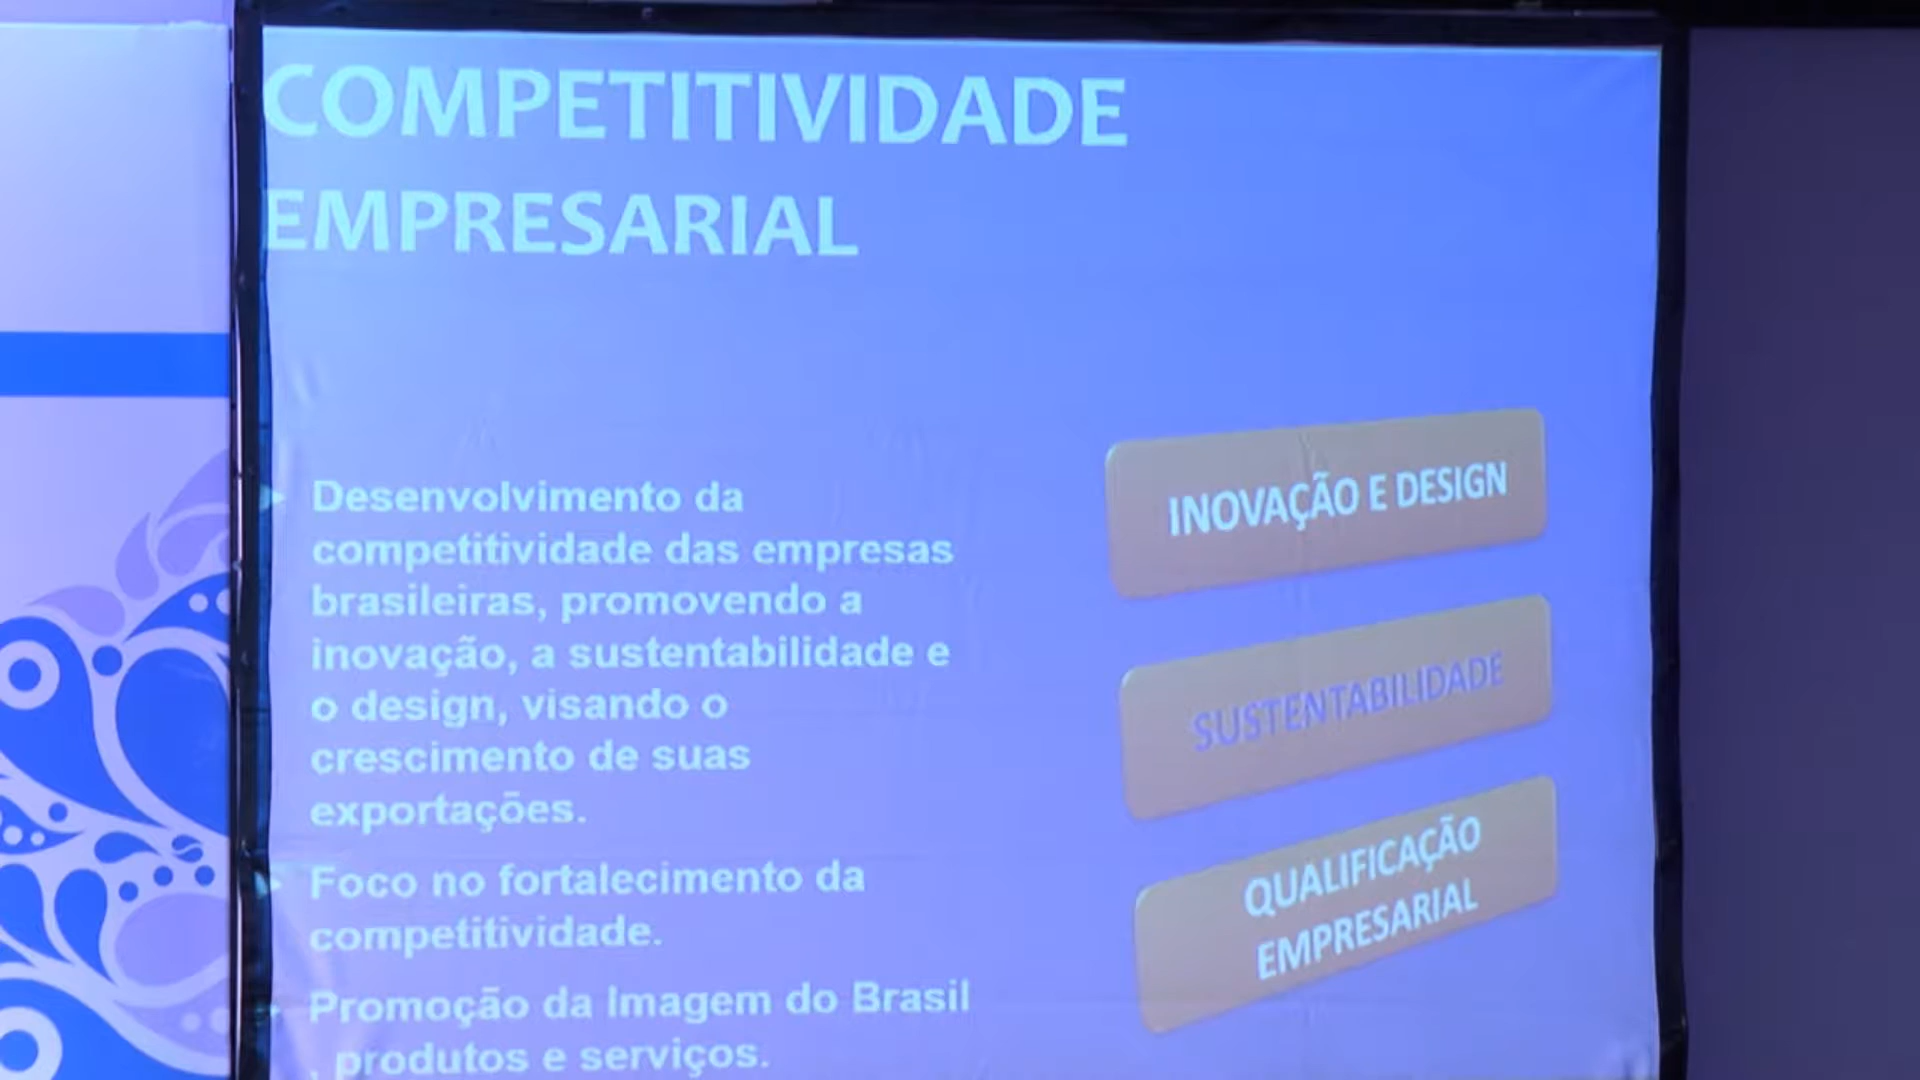 COMPETITIVIDADE
EMPRESARIAL
Desenvolvimento da
competitividade das empresas
brasileiras, promovendo a
inovação, a sustentabilidade e
o design, visando o
crescimento de suas
exportações.
Foco no fortalecimento da
competitividade.
Promoção da Imagem do Brasil
, produtos e serviços.
INOVAÇÃO E DESIGN
SUSTENTABILIDADE
QUALIFICAÇÃO
EMPRESARIAL